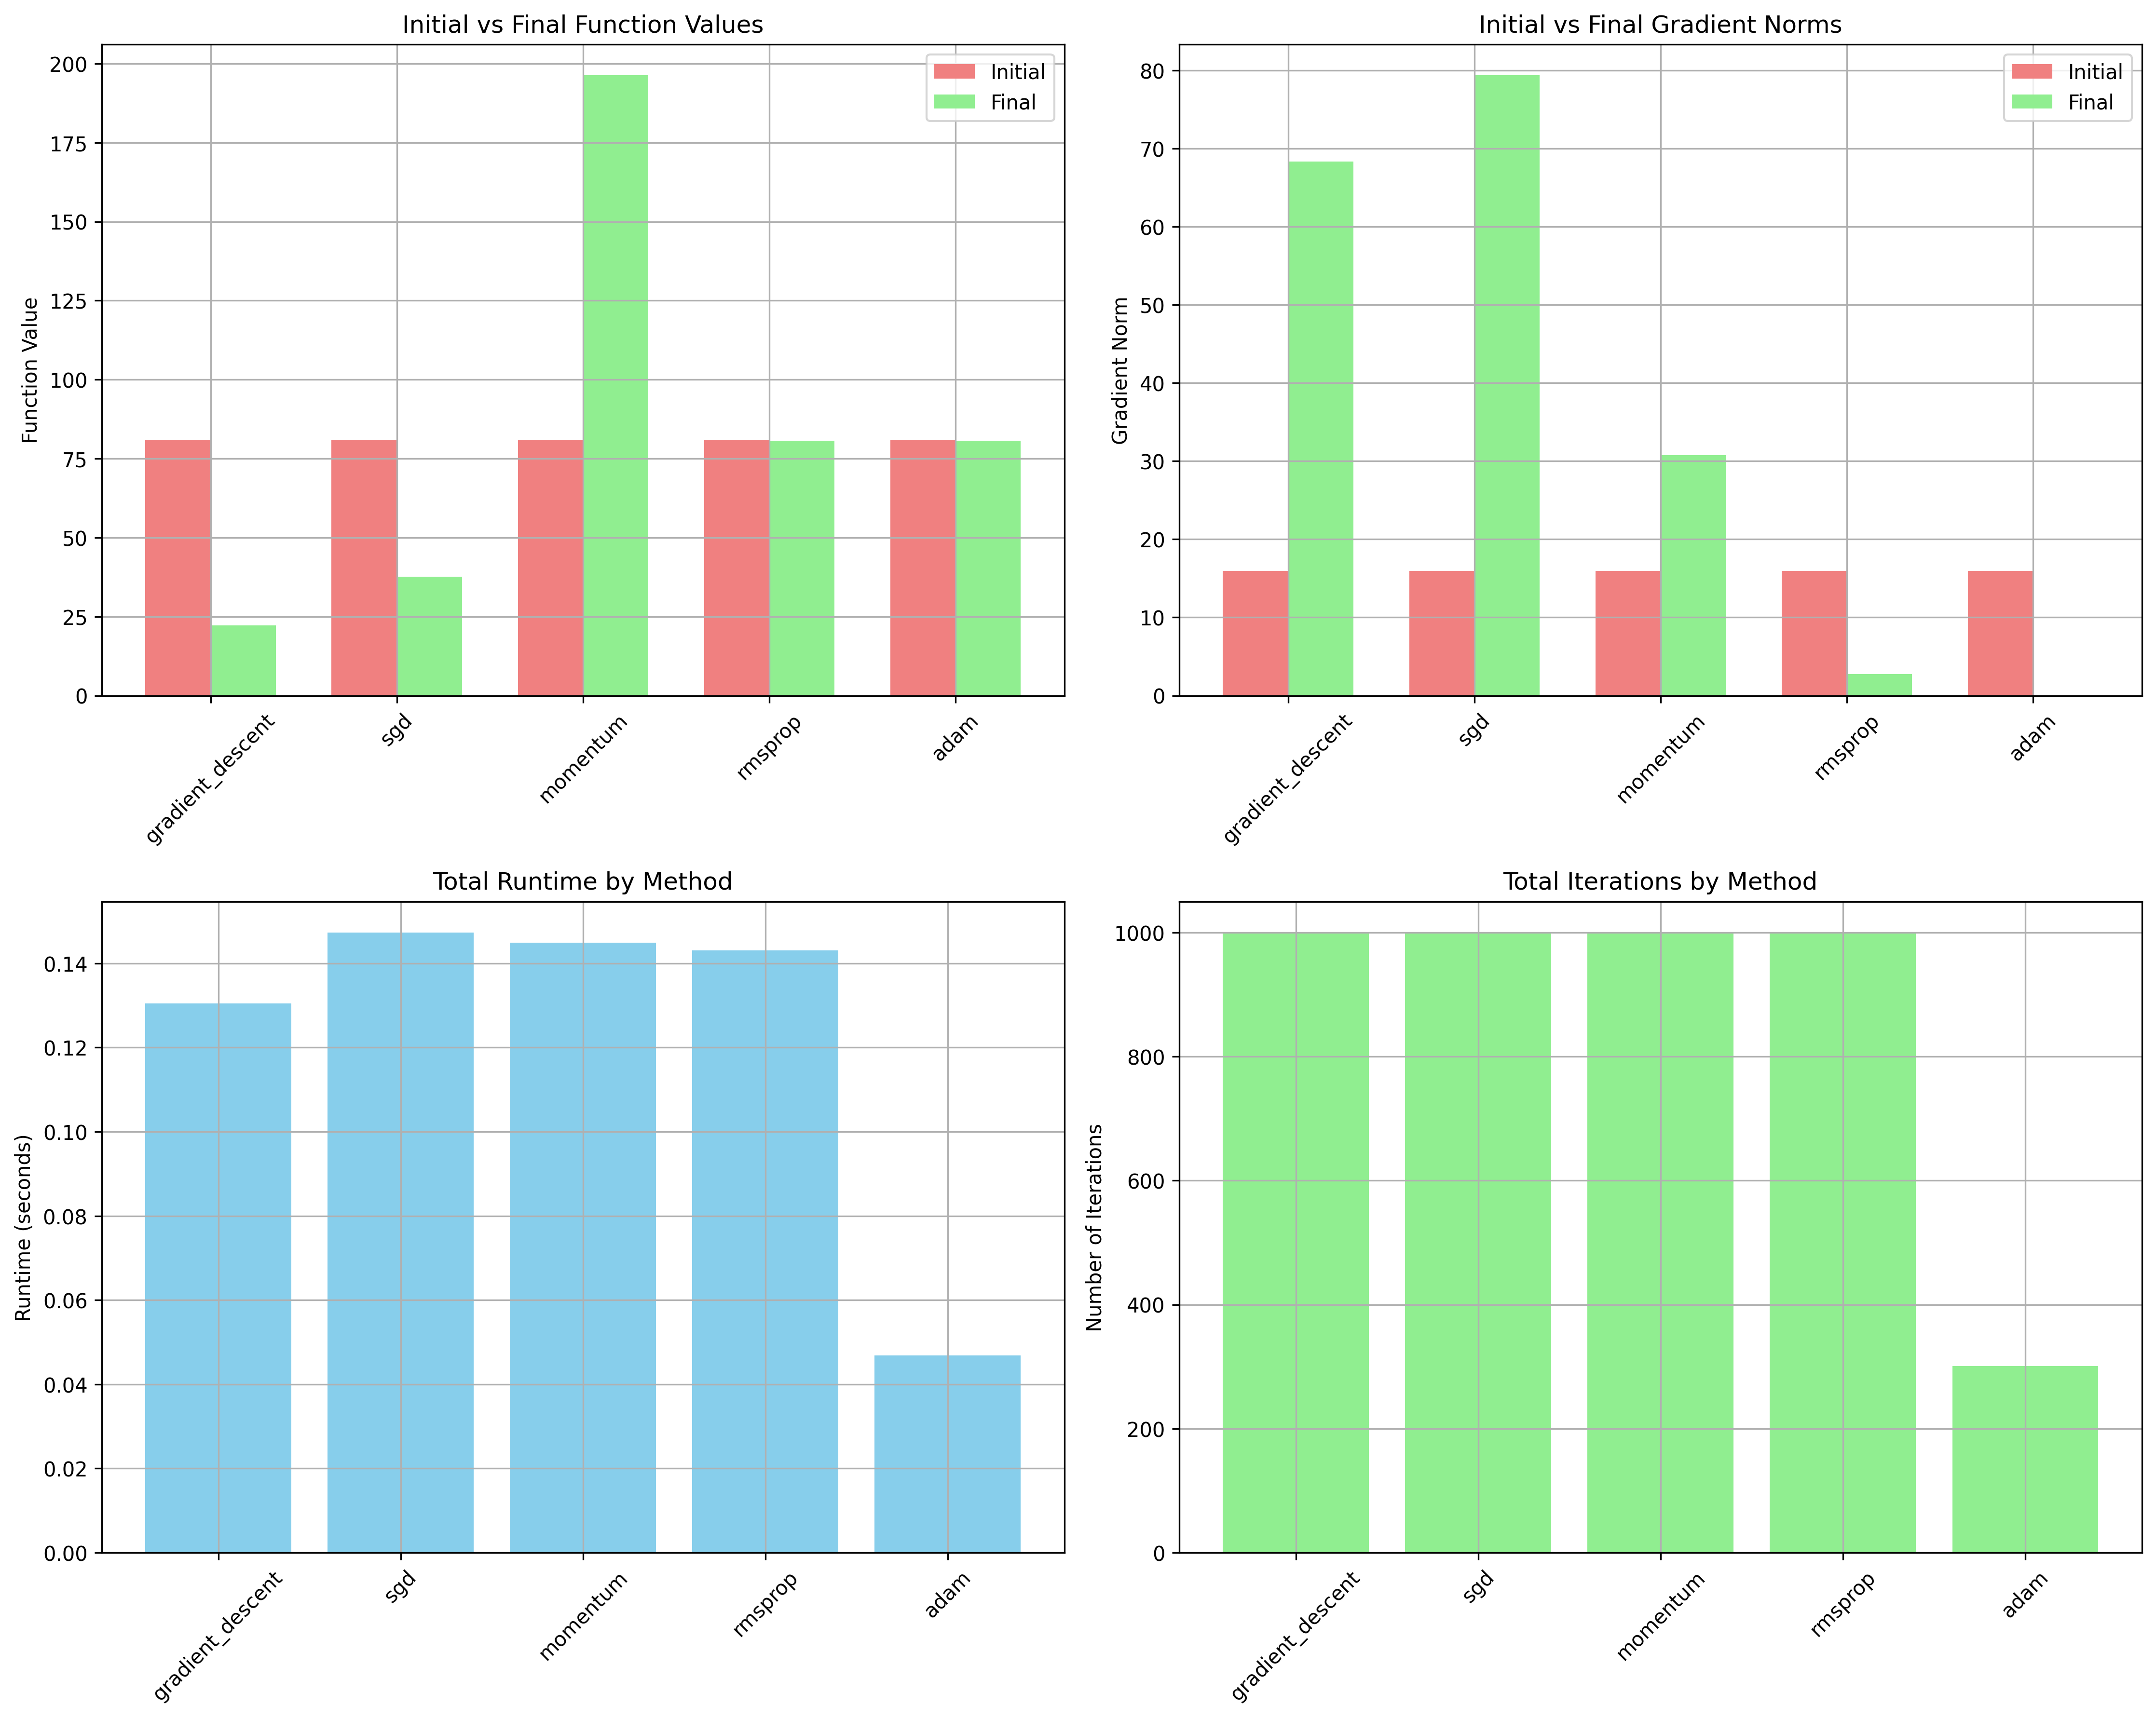 Initial vs Final Function Values
Function Value
200
175
150
125
100
75
50
25
0
Initial
Final
gradient_descent
sgd
momentum
rmsprop
adam
Initial vs Final Gradient Norms
Gradient Norm
80
70
60
50
40
30
20
10
0
Initial
Final
gradient_descent
sgd
momentum
rmsprop
adam
Total Runtime by Method
Runtime (seconds)
0.14
0.12
0.10
0.08
0.06
0.04
0.02
0.00
gradient_descent
sgd
momentum
rmsprop
adam
Total Iterations by Method
Number of Iterations
1000
800
600
400
200
0
gradient_descent
sgd
momentum
rmsprop
adam